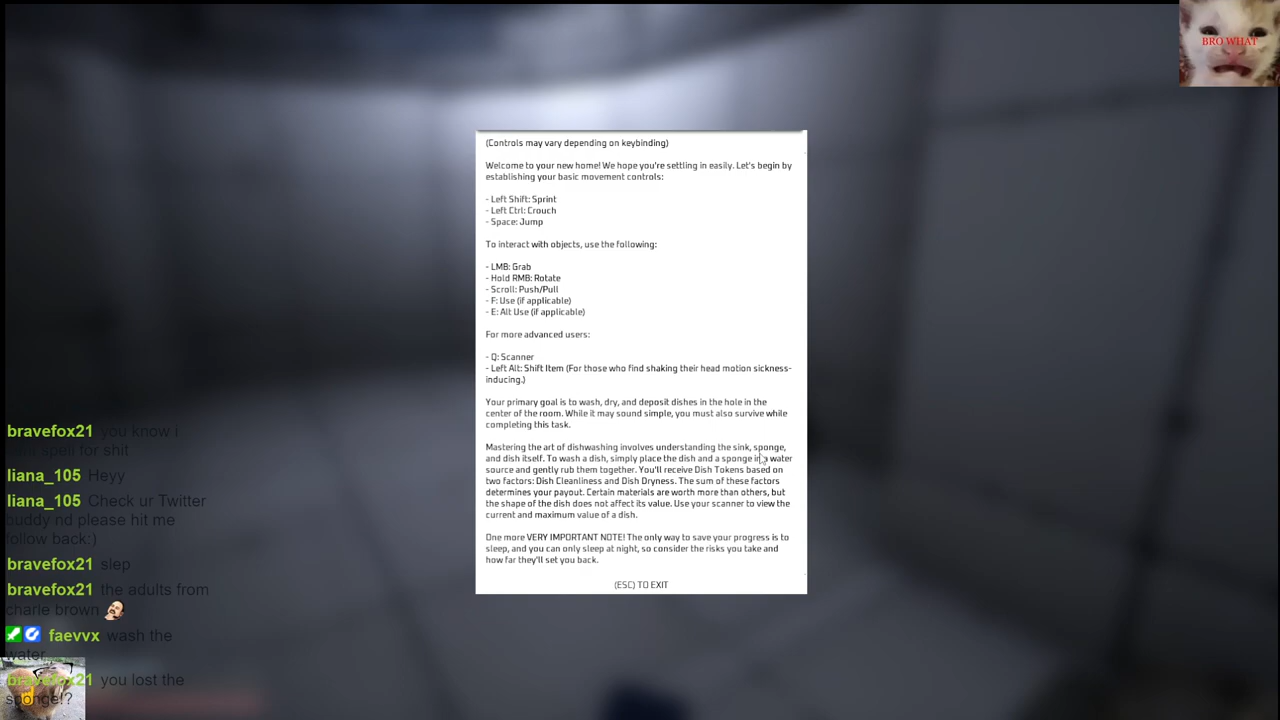 BRO WHAT
(Controls may vary depending on keybinding)
Welcome to your new home! We hope you're settling in easily. Let's begin by
establishing your basic movement controls:
- Left Shift: Sprint
- Left Ctrl: Crouch
- Space: Jump
To interact with objects, use the following:
- LMB: Grab
- Hold RMB: Rotate
- Scroll: Push/Pull
- F: Use (if applicable)
- E: Alt Use (if applicable)
For more advanced users:
- Q: Scanner
- Left Alt: Shift Item (For those who find shaking their head motion sickness-
inducing.)
Your primary goal is to wash, dry, and deposit dishes in the hole in the
center of the room. While it may sound simple, you must also survive while
completing this task.
Mastering the art of dishwashing involves understanding the sink, sponge,
and dish itself. To wash a dish, simply place the dish and a sponge in water
source and gently rub them together. You'll receive Dish Tokens based on
two factors: Dish Cleanliness and Dish Dryness. The sum of these factors
determines your payout. Certain materials are worth more than others, but
the shape of the dish does not affect its value. Use your scanner to view the
current and maximum value of a dish.
One more VERY IMPORTANT NOTE! The only way to save your progress is to
sleep, and you can only sleep at night, so consider the risks you take and
how far they'll set you back.
(ESC) TO EXIT
bravefox21 you know i
spell for shit
liana_105 Heyy
liana_105 Check ur Twitter
buddy nd please hit me
follow back:)
bravefox21 slep
bravefox21 the adults from
charle brown
faevvx wash the
water
bravefox21 you lost the
sponge!?